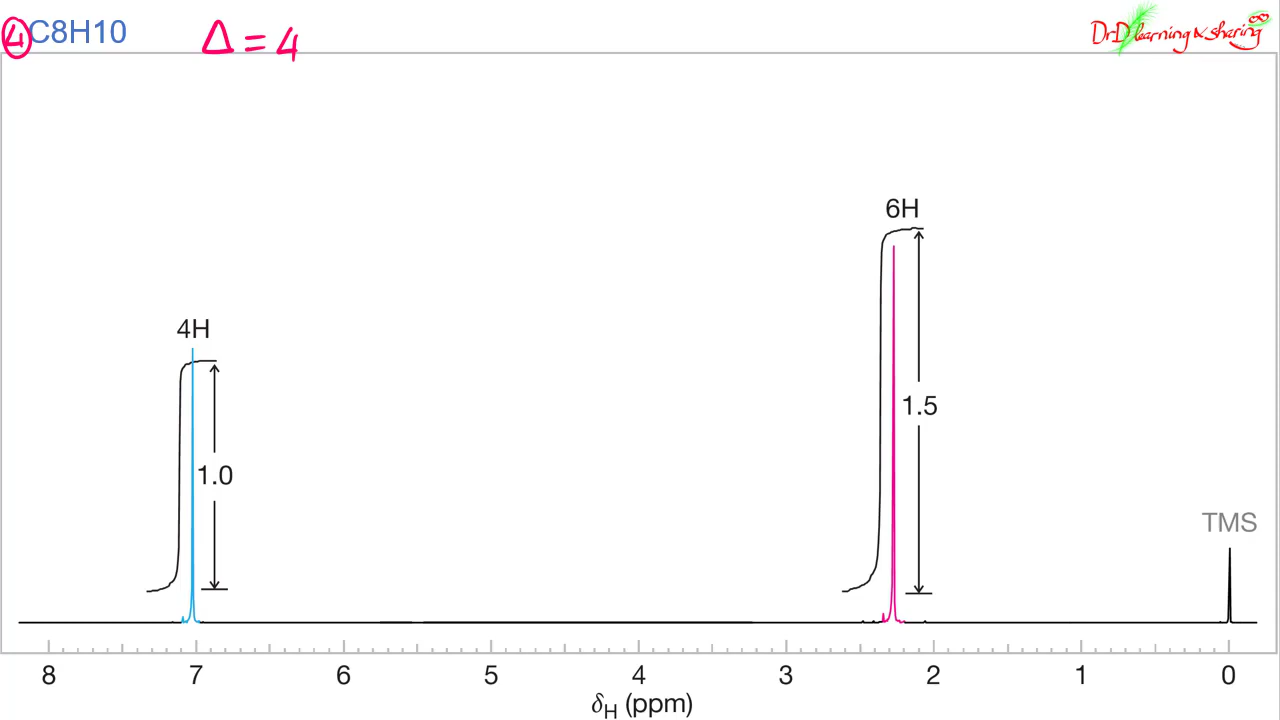 4 C8H10 Δ = 4
DrD learning & sharing
6H
4H
1.5
1.0
TMS
8 7 6 5 4 3 2 1 0
δH (ppm)